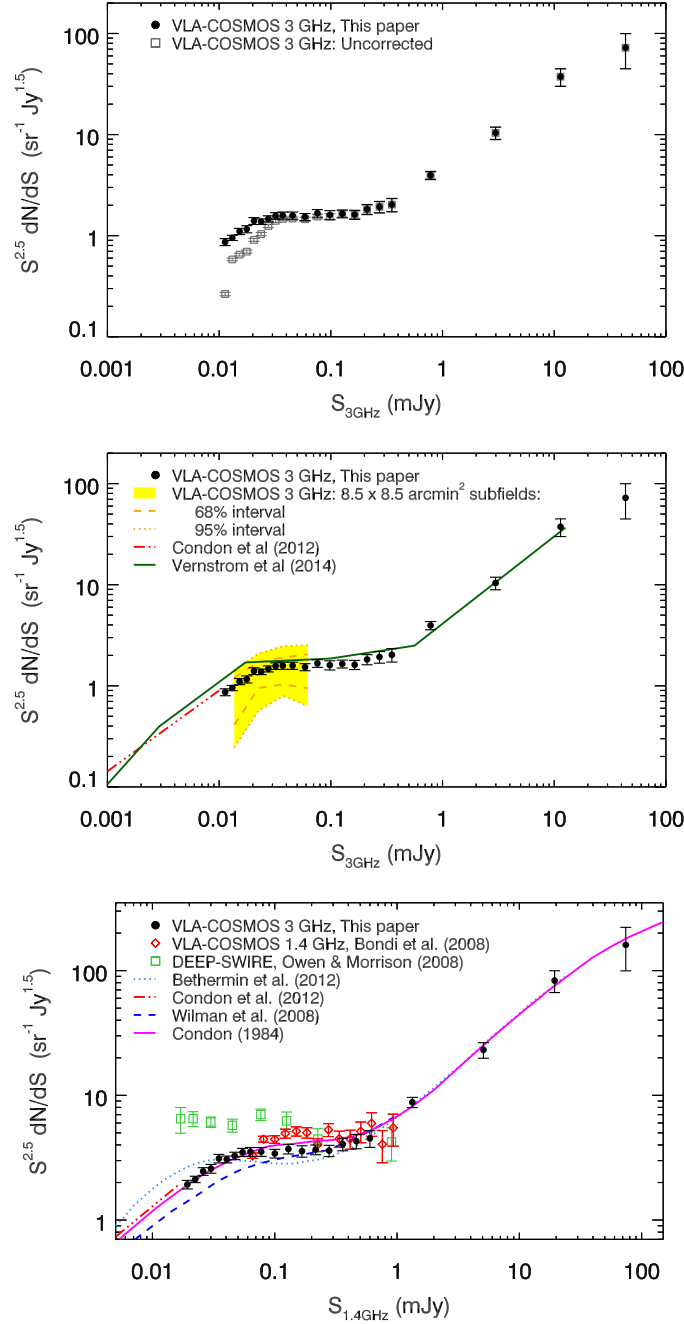 VLA-COSMOS 3 GHz, This paper
VLA-COSMOS 3 GHz: Uncorrected
100
10
1
0.1
S^2.5 dN/dS (sr^-1 Jy^1.5)
0.001 0.01 0.1 1 10 100
S_3GHz (mJy)
VLA-COSMOS 3 GHz, This paper
VLA-COSMOS 3 GHz: 8.5 x 8.5 arcmin^2 subfields:
68% interval
95% interval
Condon et al (2012)
Vernstrom et al (2014)
100
10
1
0.1
S^2.5 dN/dS (sr^-1 Jy^1.5)
0.001 0.01 0.1 1 10 100
S_3GHz (mJy)
VLA-COSMOS 3 GHz, This paper
VLA-COSMOS 1.4 GHz, Bondi et al. (2008)
DEEP-SWIRE, Owen & Morrison (2008)
Bethermin et al. (2012)
Condon et al. (2012)
Wilman et al. (2008)
Condon (1984)
100
10
1
S^2.5 dN/dS (sr^-1 Jy^1.5)
0.01 0.1 1 10 100
S_1.4GHz (mJy)